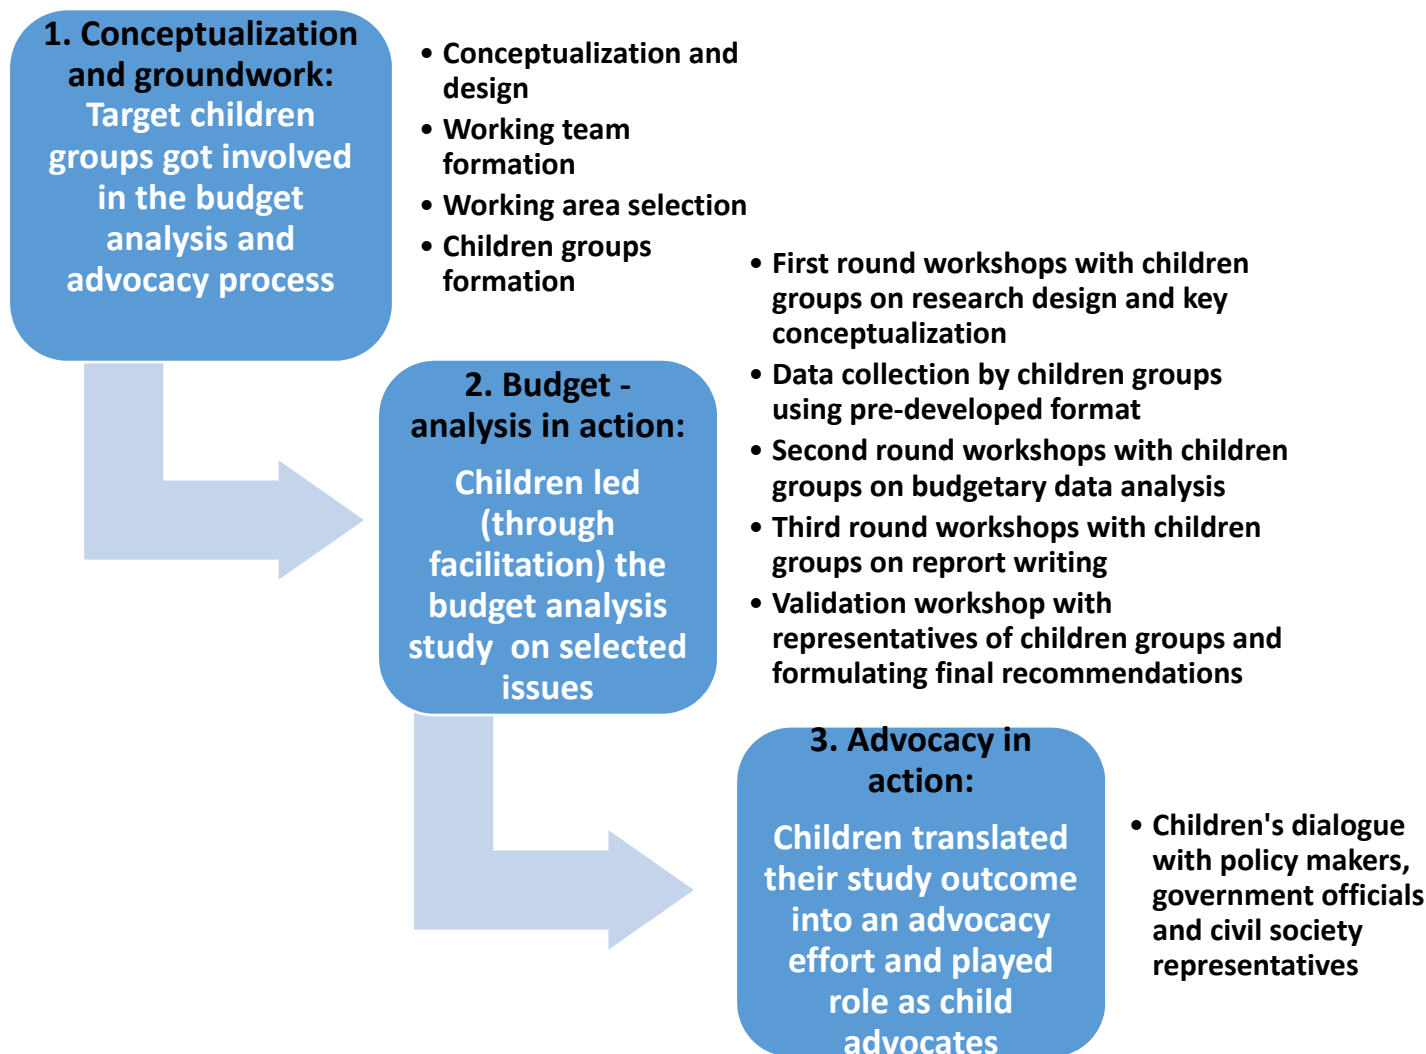 1. Conceptualization
and groundwork:
Target children
groups got involved
in the budget
analysis and
advocacy process
• Conceptualization and
design
• Working team
formation
• Working area selection
• Children groups
formation
2. Budget -
analysis in action:
Children led
(through
facilitation) the
budget analysis
study on selected
issues
• First round workshops with children
groups on research design and key
conceptualization
• Data collection by children groups
using pre-developed format
• Second round workshops with children
groups on budgetary data analysis
• Third round workshops with children
groups on reprort writing
• Validation workshop with
representatives of children groups and
formulating final recommendations
3. Advocacy in
action:
Children translated
their study outcome
into an advocacy
effort and played
role as child
advocates
• Children's dialogue
with policy makers,
government officials
and civil society
representatives